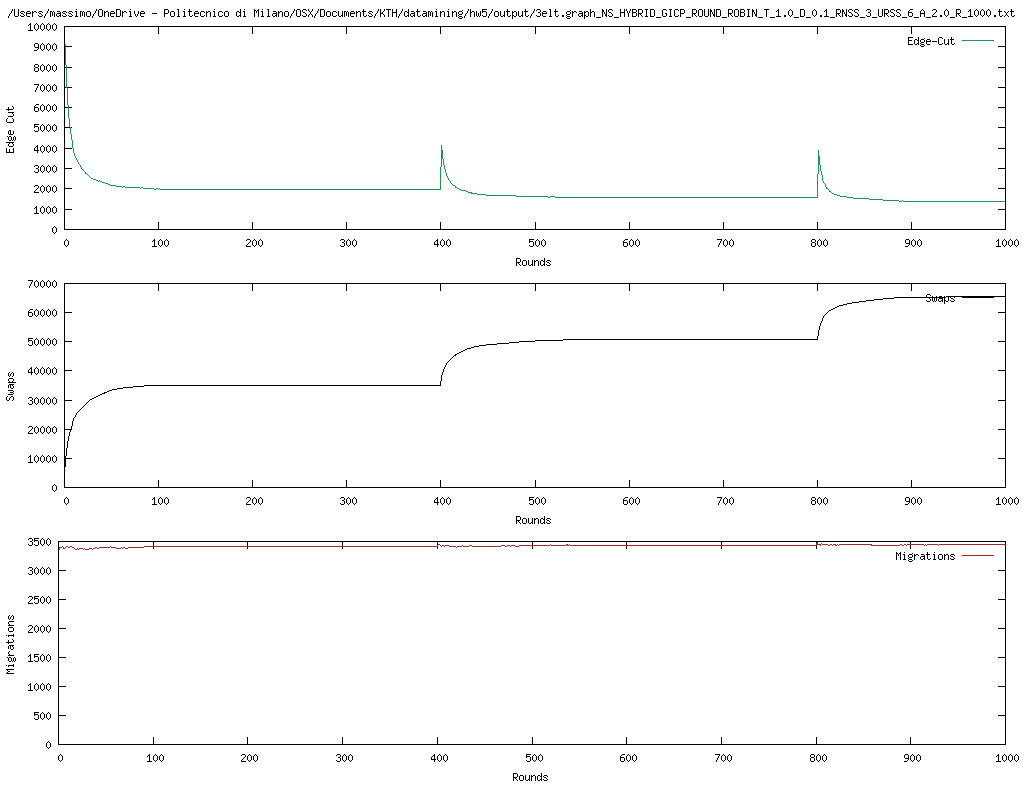 /Users/massimo/OneDrive - Politecnico di Milano/OSX/Documents/KTH/datamining/hw5/output/3elt.graph_NS_HYBRID_GICP_ROUND_ROBIN_T_1.0_D_0.1_RNSS_3_URSS_6_A_2.0_R_1000.txt
10000
Edge-Cut
9000
8000
7000
6000
5000
4000
3000
2000
1000
0
Edge Cut
0 100 200 300 400 500 600 700 800 900 1000
Rounds
70000
Swaps
60000
50000
40000
30000
20000
10000
0
Swaps
0 100 200 300 400 500 600 700 800 900 1000
Rounds
3500
Migrations
3000
2500
2000
1500
1000
500
0
Migrations
0 100 200 300 400 500 600 700 800 900 1000
Rounds